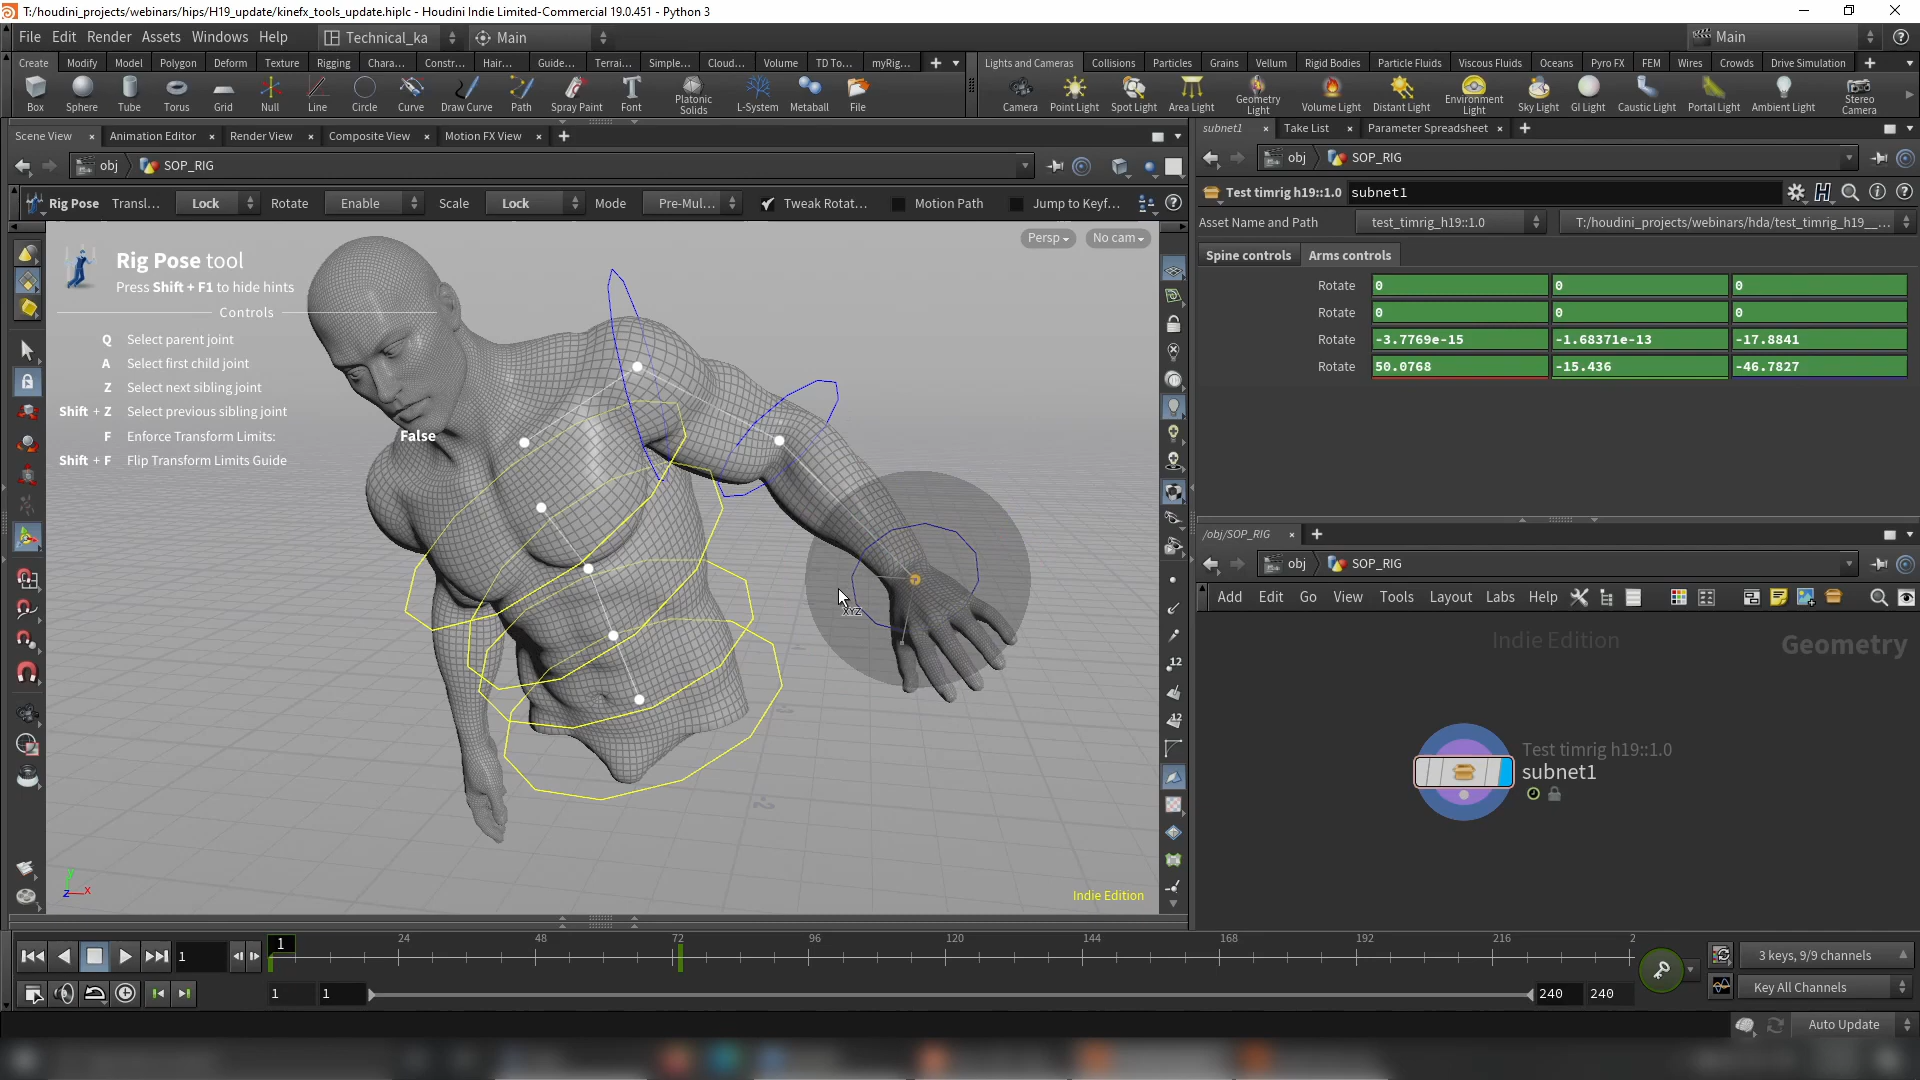 T:/houdini_projects/webinars/hips/H19_update/kinefx_tools_update.hiplc - Houdini Indie Limited-Commercial 19.0.451 - Python 3
File Edit Render Assets Windows Help Technical_ka Main Main
Create Modify Model Polygon Deform Texture Rigging Chara... Constr... Hair... Guide... Terrai... Simple... Cloud... Volume TD To... myRig...
Lights and Cameras Collisions Particles Grains Vellum Rigid Bodies Particle Fluids Viscous Fluids Oceans Pyro FX FEM Wires Crowds Drive Simulation
Box Sphere Tube Torus Grid Null Line Circle Curve Draw Curve Path Spray Paint Font Platonic Solids L-System Metaball File
Camera Point Light Spot Light Area Light Geometry Light Volume Light Distant Light Environment Light Sky Light GI Light Caustic Light Portal Light Ambient Light Stereo Camera
Scene View Animation Editor Render View Composite View Motion FX View
subnet1 Take List Parameter Spreadsheet
obj SOP_RIG
obj SOP_RIG
Rig Pose Transl... Lock Rotate Enable Scale Lock Mode Pre-Mul... Tweak Rotat... Motion Path Jump to Keyf...
Test timrig h19::1.0 subnet1
Asset Name and Path test_timrig_h19::1.0 T:/houdini_projects/webinars/hda/test_timrig_h19__...
Spine controls Arms controls
Rotate 0 0 0
Rotate 0 0 0
Rotate -3.7769e-15 -1.68371e-13 -17.8841
Rotate 50.0768 -15.436 -46.7827
Persp No cam
Rig Pose tool
Press Shift + F1 to hide hints
Controls
Q Select parent joint
A Select first child joint
Z Select next sibling joint
Shift + Z Select previous sibling joint
F Enforce Transform Limits: False
Shift + F Flip Transform Limits Guide
XYZ
12
12
y
z x
Indie Edition
/obj/SOP_RIG
obj SOP_RIG
Add Edit Go View Tools Layout Labs Help
Indie Edition Geometry
Test timrig h19::1.0
subnet1
1 1 24 48 72 96 120 144 168 192 216 2
3 keys, 9/9 channels
1 1 240 240 Key All Channels
Auto Update